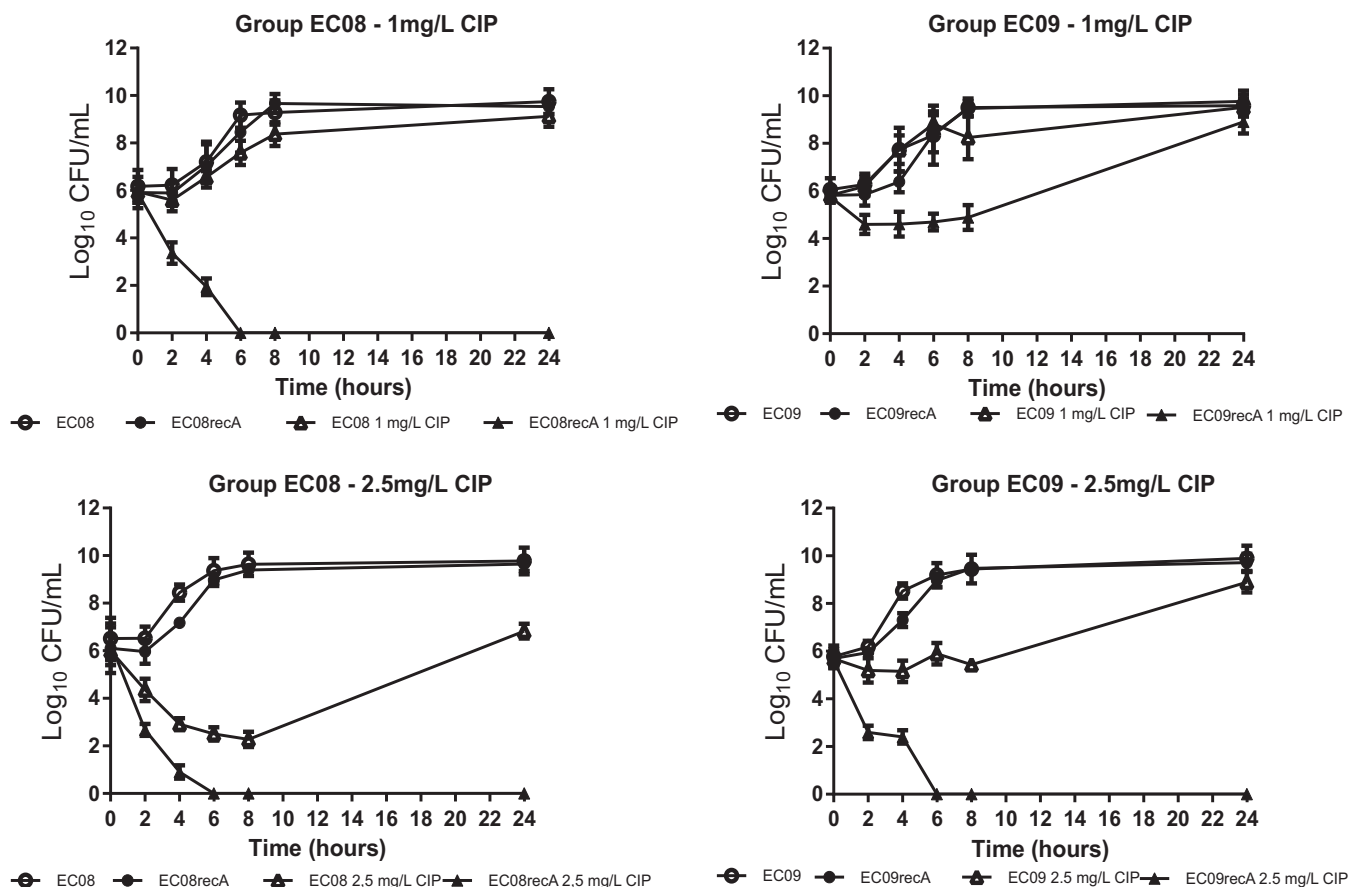 Group EC08 - 1mg/L CIP
12
10
8
6
4
2
0
Log10 CFU/mL
0 2 4 6 8 10 12 14 16 18 20 22 24
Time (hours)
EC08 EC08recA EC08 1 mg/L CIP EC08recA 1 mg/L CIP
Group EC09 - 1mg/L CIP
12
10
8
6
4
2
0
Log10 CFU/mL
0 2 4 6 8 10 12 14 16 18 20 22 24
Time (hours)
EC09 EC09recA EC09 1 mg/L CIP EC09recA 1 mg/L CIP
Group EC08 - 2.5mg/L CIP
12
10
8
6
4
2
0
Log10 CFU/mL
0 2 4 6 8 10 12 14 16 18 20 22 24
Time (hours)
EC08 EC08recA EC08 2,5 mg/L CIP EC08recA 2,5 mg/L CIP
Group EC09 - 2.5mg/L CIP
12
10
8
6
4
2
0
Log10 CFU/mL
0 2 4 6 8 10 12 14 16 18 20 22 24
Time (hours)
EC09 EC09recA EC09 2.5 mg/L CIP EC09recA 2.5 mg/L CIP